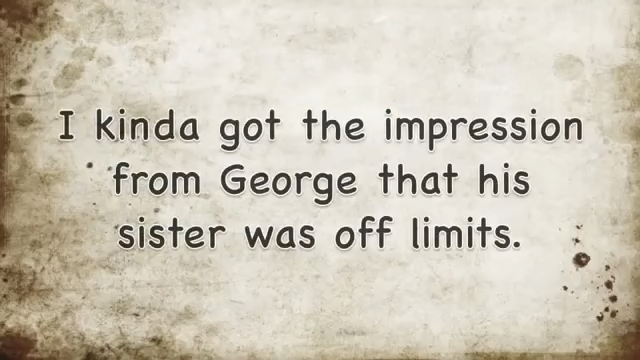 I kinda got the impression
from George that his
sister was off limits.